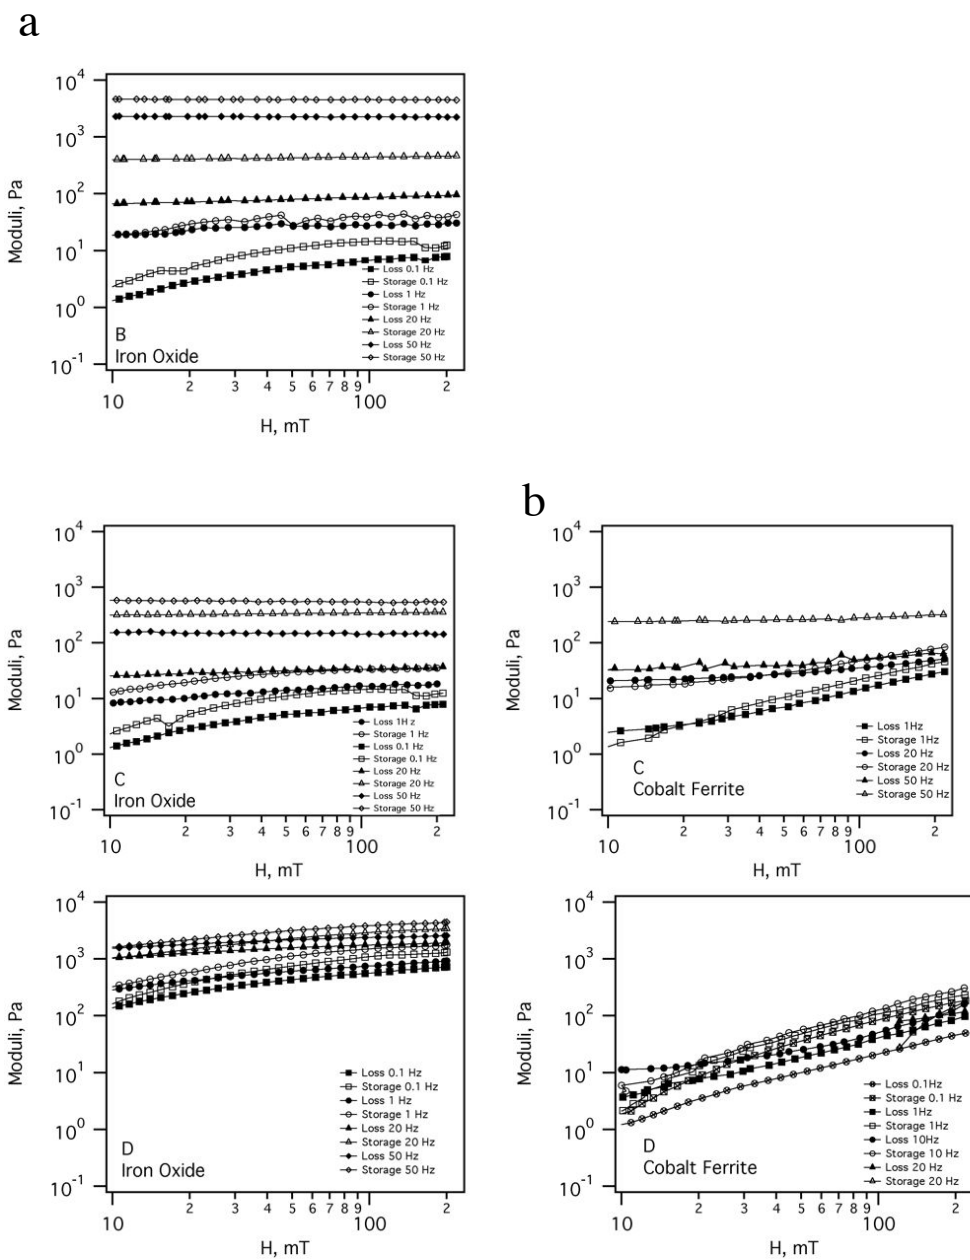 a
10^4
10^3
10^2
10^1
10^0
10^-1
Moduli, Pa
Loss 0.1 Hz
Storage 0.1 Hz
Loss 1 Hz
Storage 1 Hz
Loss 20 Hz
Storage 20 Hz
Loss 50 Hz
Storage 50 Hz
B
Iron Oxide
10 2 3 4 5 6 7 8 9 100 2
H, mT
10^4
10^3
10^2
10^1
10^0
10^-1
Moduli, Pa
Loss 1H z
Storage 1 Hz
Loss 0.1 Hz
Storage 0.1 Hz
Loss 20 Hz
Storage 20 Hz
Loss 50 Hz
Storage 50 Hz
C
Iron Oxide
10 2 3 4 5 6 7 8 9 100 2
H, mT
b
10^4
10^3
10^2
10^1
10^0
10^-1
Moduli, Pa
Loss 1Hz
Storage 1Hz
Loss 20 Hz
Storage 20 Hz
Loss 50 Hz
Storage 50 Hz
C
Cobalt Ferrite
10 2 3 4 5 6 7 8 9 100 2
H, mT
10^4
10^3
10^2
10^1
10^0
10^-1
Moduli, Pa
Loss 0.1 Hz
Storage 0.1 Hz
Loss 1 Hz
Storage 1 Hz
Loss 20 Hz
Storage 20 Hz
Loss 50 Hz
Storage 50 Hz
D
Iron Oxide
10 2 3 4 5 6 7 8 9 100 2
H, mT
10^4
10^3
10^2
10^1
10^0
10^-1
Moduli, Pa
Loss 0.1Hz
Storage 0.1 Hz
Loss 1Hz
Storage 1Hz
Loss 10Hz
Storage 10 Hz
Loss 20 Hz
Storage 20 Hz
D
Cobalt Ferrite
10 2 3 4 5 6 7 8 9 100 2
H, mT